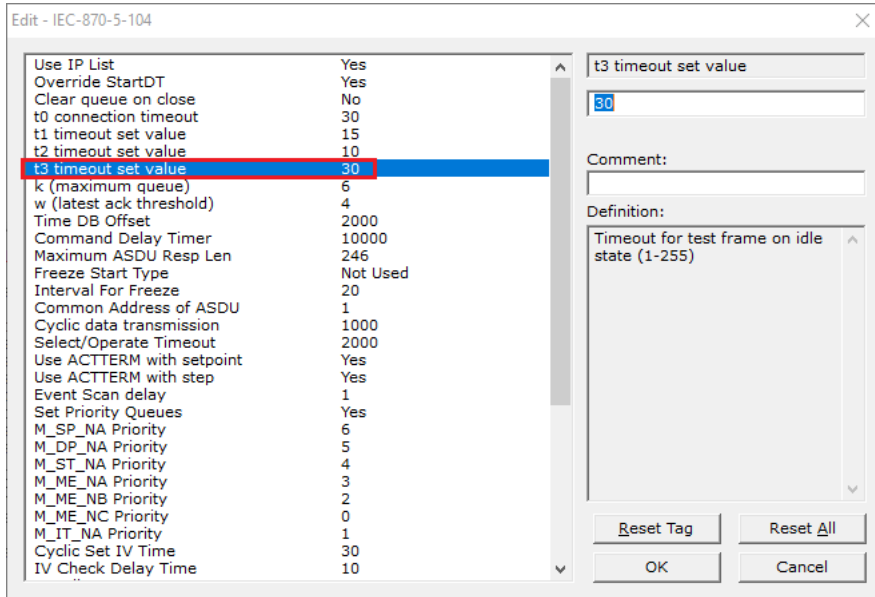 Edit - IEC-870-5-104
Use IP List Yes
Override StartDT Yes
Clear queue on close No
t0 connection timeout 30
t1 timeout set value 15
t2 timeout set value 10
t3 timeout set value 30
k (maximum queue) 6
w (latest ack threshold) 4
Time DB Offset 2000
Command Delay Timer 10000
Maximum ASDU Resp Len 246
Freeze Start Type Not Used
Interval For Freeze 20
Common Address of ASDU 1
Cyclic data transmission 1000
Select/Operate Timeout 2000
Use ACTTERM with setpoint Yes
Use ACTTERM with step Yes
Event Scan delay 1
Set Priority Queues Yes
M_SP_NA Priority 6
M_DP_NA Priority 5
M_ST_NA Priority 4
M_ME_NA Priority 3
M_ME_NB Priority 2
M_ME_NC Priority 0
M_IT_NA Priority 1
Cyclic Set IV Time 30
IV Check Delay Time 10
t3 timeout set value
30
Comment:
Definition:
Timeout for test frame on idle
state (1-255)
Reset Tag Reset All
OK Cancel